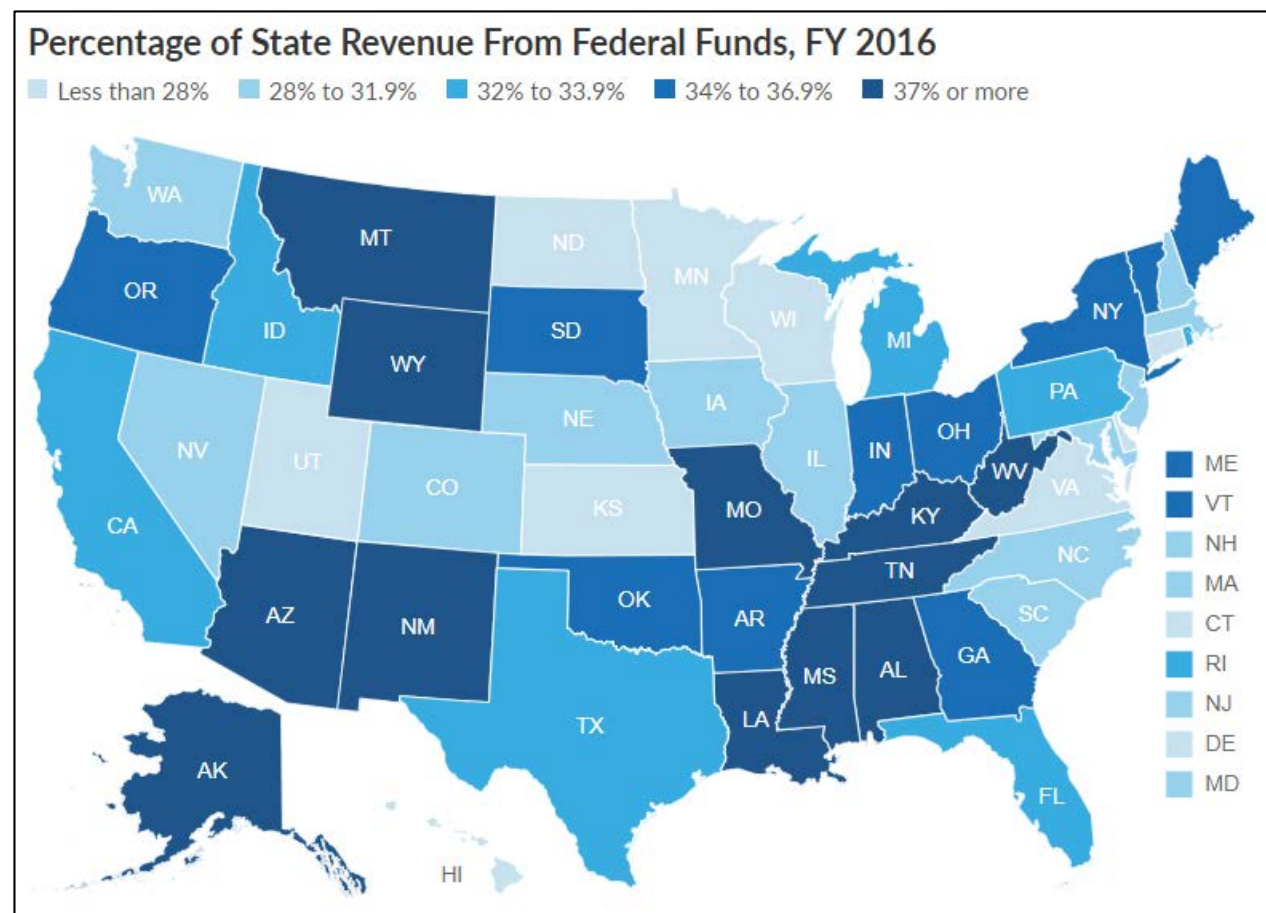 Percentage of State Revenue From Federal Funds, FY 2016
Less than 28% 28% to 31.9% 32% to 33.9% 34% to 36.9% 37% or more
WA
MT
ND
MN
OR
ID
SD
WI
MI
NY
WY
IA
PA
NE
NV
UT
CO
IL
IN
OH
WV
VA
KS
MO
KY
CA
NC
TN
AZ
NM
OK
AR
SC
MS
AL
GA
LA
TX
AK
FL
HI
ME
VT
NH
MA
CT
RI
NJ
DE
MD